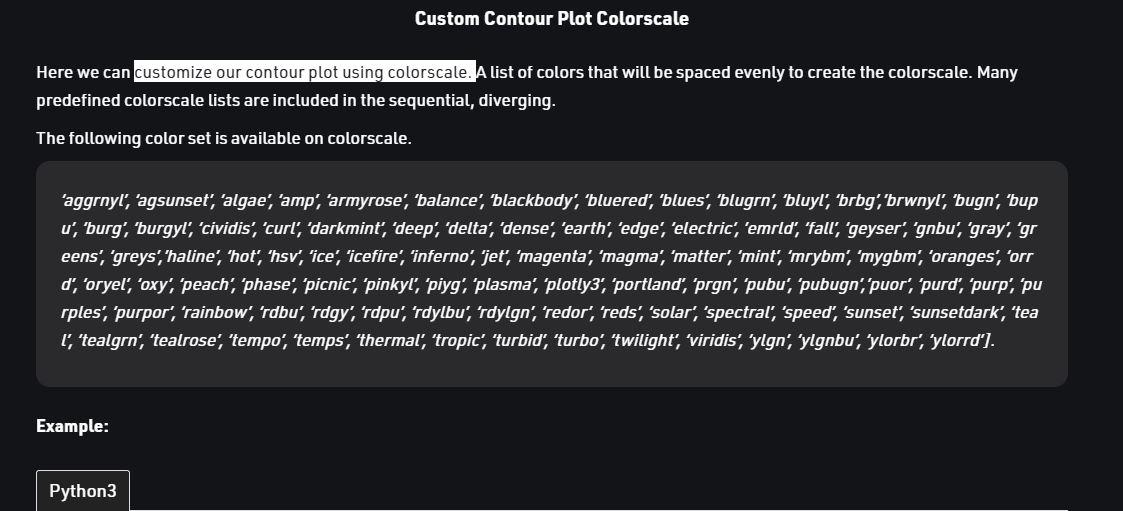 Custom Contour Plot Colorscale
Here we can customize our contour plot using colorscale. A list of colors that will be spaced evenly to create the colorscale. Many
predefined colorscale lists are included in the sequential, diverging.
The following color set is available on colorscale.
‘aggrnyl’, ‘agsunset’, ‘algae’, ‘amp’, ‘armyrose’, ‘balance’, ‘blackbody’, ‘bluered’, ‘blues’, ‘blugrn’, ‘bluyl’, ‘brbg’,‘brwnyl’, ‘bugn’, ‘bup
u’, ‘burg’, ‘burgyl’, ‘cividis’, ‘curl’, ‘darkmint’, ‘deep’, ‘delta’, ‘dense’, ‘earth’, ‘edge’, ‘electric’, ‘emrld’, ‘fall’, ‘geyser’, ‘gnbu’, ‘gray’, ‘gr
eens’, ‘greys’,‘haline’, ‘hot’, ‘hsv’, ‘ice’, ‘icefire’, ‘inferno’, ‘jet’, ‘magenta’, ‘magma’, ‘matter’, ‘mint’, ‘mrybm’, ‘mygbm’, ‘oranges’, ‘orr
d’, ‘oryel’, ‘oxy’, ‘peach’, ‘phase’, ‘picnic’, ‘pinkyl’, ‘piyg’, ‘plasma’, ‘plotly3’, ‘portland’, ‘prgn’, ‘pubu’, ‘pubugn’,‘puor’, ‘purd’, ‘purp’, ‘pu
rples’, ‘purpor’, ‘rainbow’, ‘rdbu’, ‘rdgy’, ‘rdpu’, ‘rdylbu’, ‘rdylgn’, ‘redor’, ‘reds’, ‘solar’, ‘spectral’, ‘speed’, ‘sunset’, ‘sunsetdark’, ‘tea
l’, ‘tealgrn’, ‘tealrose’, ‘tempo’, ‘temps’, ‘thermal’, ‘tropic’, ‘turbid’, ‘turbo’, ‘twilight’, ‘viridis’, ‘ylgn’, ‘ylgnbu’, ‘ylorbr’, ‘ylorrd’].
Example:
Python3